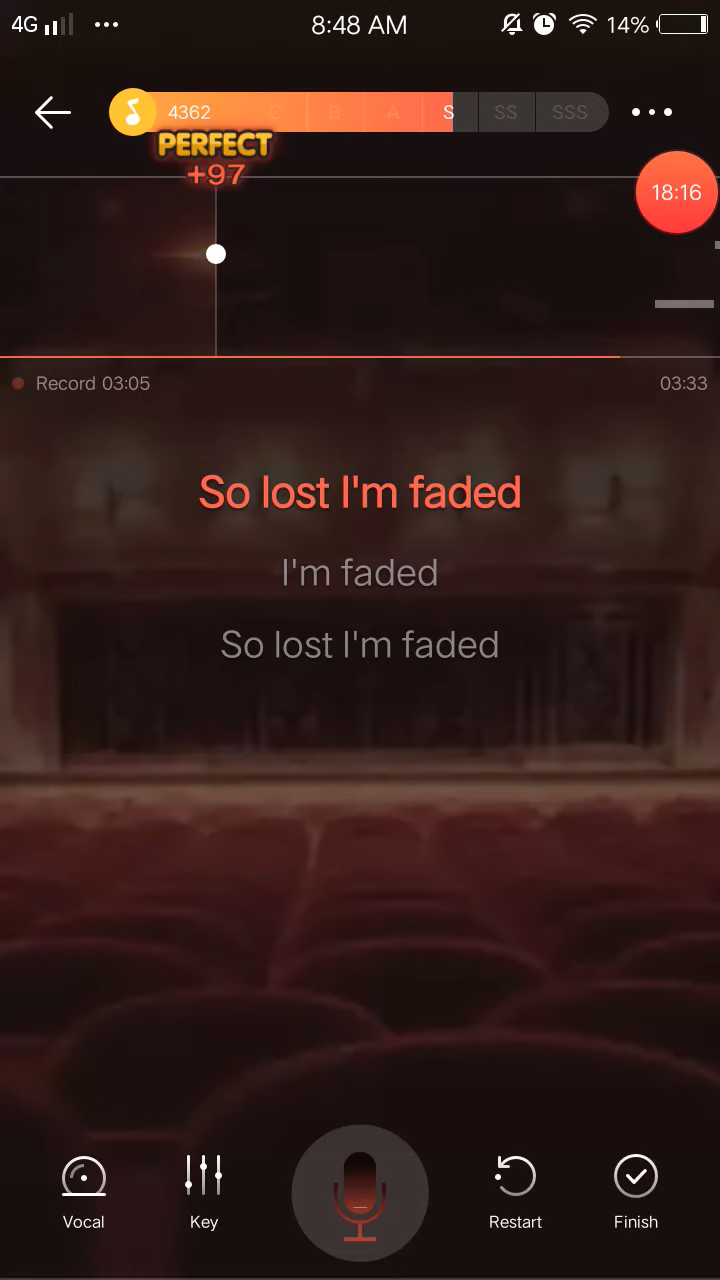 4G 8:48 AM 14%
4362 C B A S SS SSS
PERFECT
+97
18:16
Record 03:05 03:33
So lost I'm faded
I'm faded
So lost I'm faded
Vocal Key Restart Finish